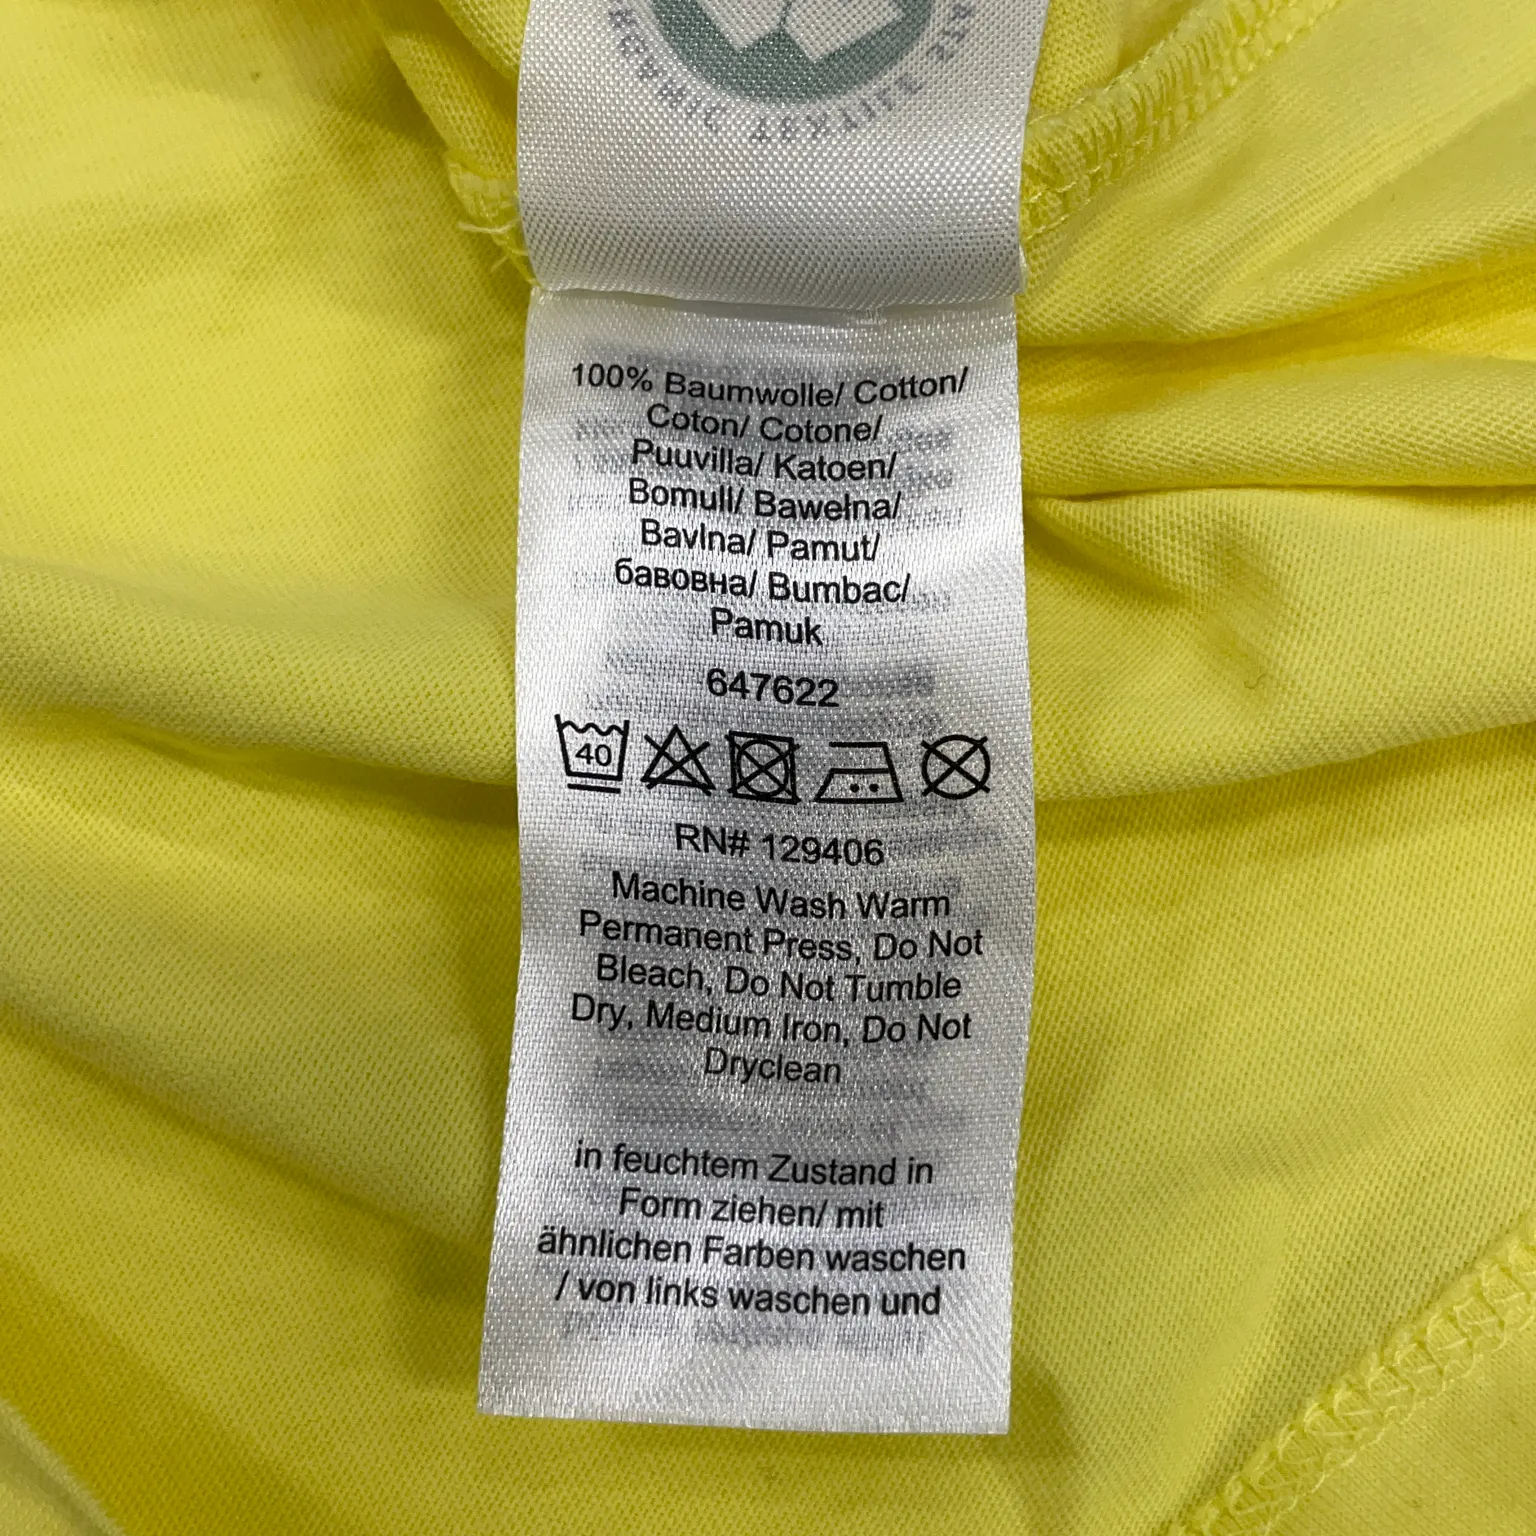 100% Baumwolle/ Cotton/
Coton/ Cotone/
Puuvilla/ Katoen/
Bomull/ Bawełna/
Bavlna/ Pamut/
бавовна/ Bumbac/
Pamuk
647622
40
RN# 129406
Machine Wash Warm
Permanent Press, Do Not
Bleach, Do Not Tumble
Dry, Medium Iron, Do Not
Dryclean
in feuchtem Zustand in
Form ziehen/ mit
ähnlichen Farben waschen
/ von links waschen und